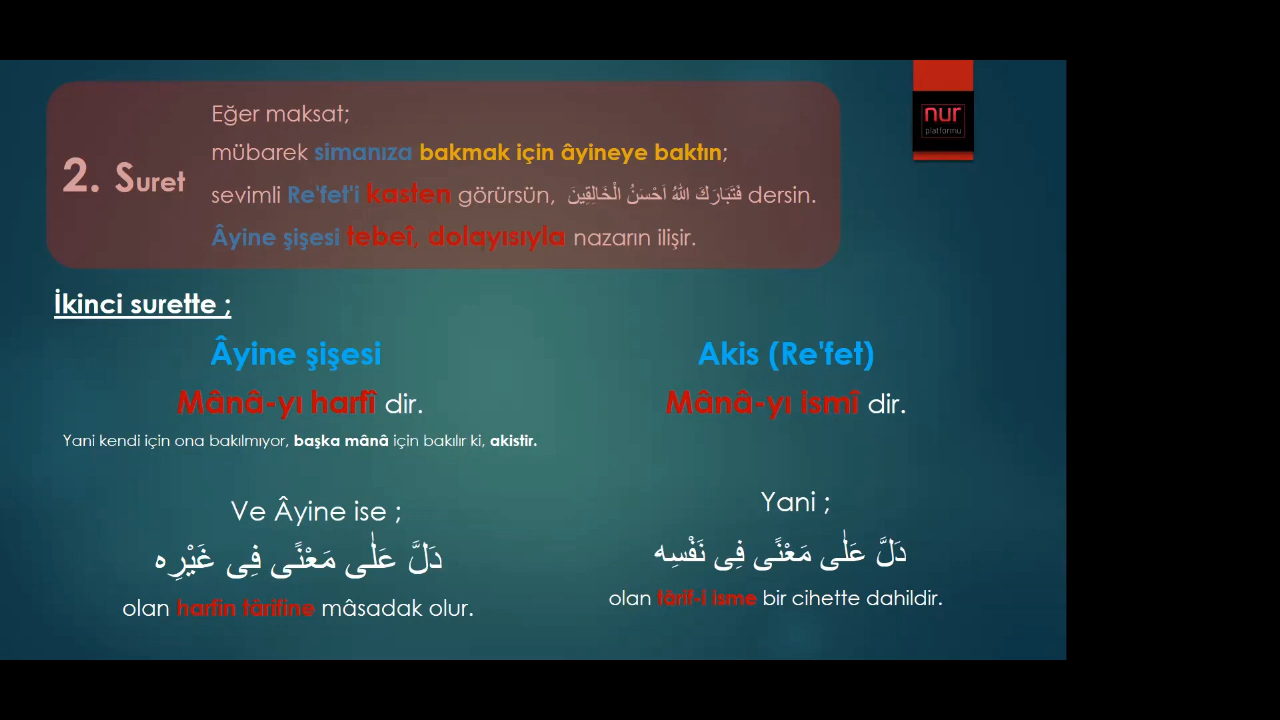 nur
platformu
2. Suret
Eğer maksat;
mübarek simanıza bakmak için âyineye baktın;
sevimli Re'fet'i kasten görürsün, فَتَبَارَكَ اللهُ اَحْسَنُ الْخَالِقِينَ dersin.
Âyine şişesi tebeî, dolayısıyla nazarın ilişir.
İkinci surette ;
Âyine şişesi
Mânâ-yı harfî dir.
Yani kendi için ona bakılmıyor, başka mânâ için bakılır ki, akistir.
Ve Âyine ise ;
دَلَّ عَلٰى مَعْنًى فِى غَيْرِه
olan harfin târifine mâsadak olur.
Akis (Re'fet)
Mânâ-yı ismî dir.
Yani ;
دَلَّ عَلٰى مَعْنًى فِى نَفْسِه
olan târif-i isme bir cihette dahildir.